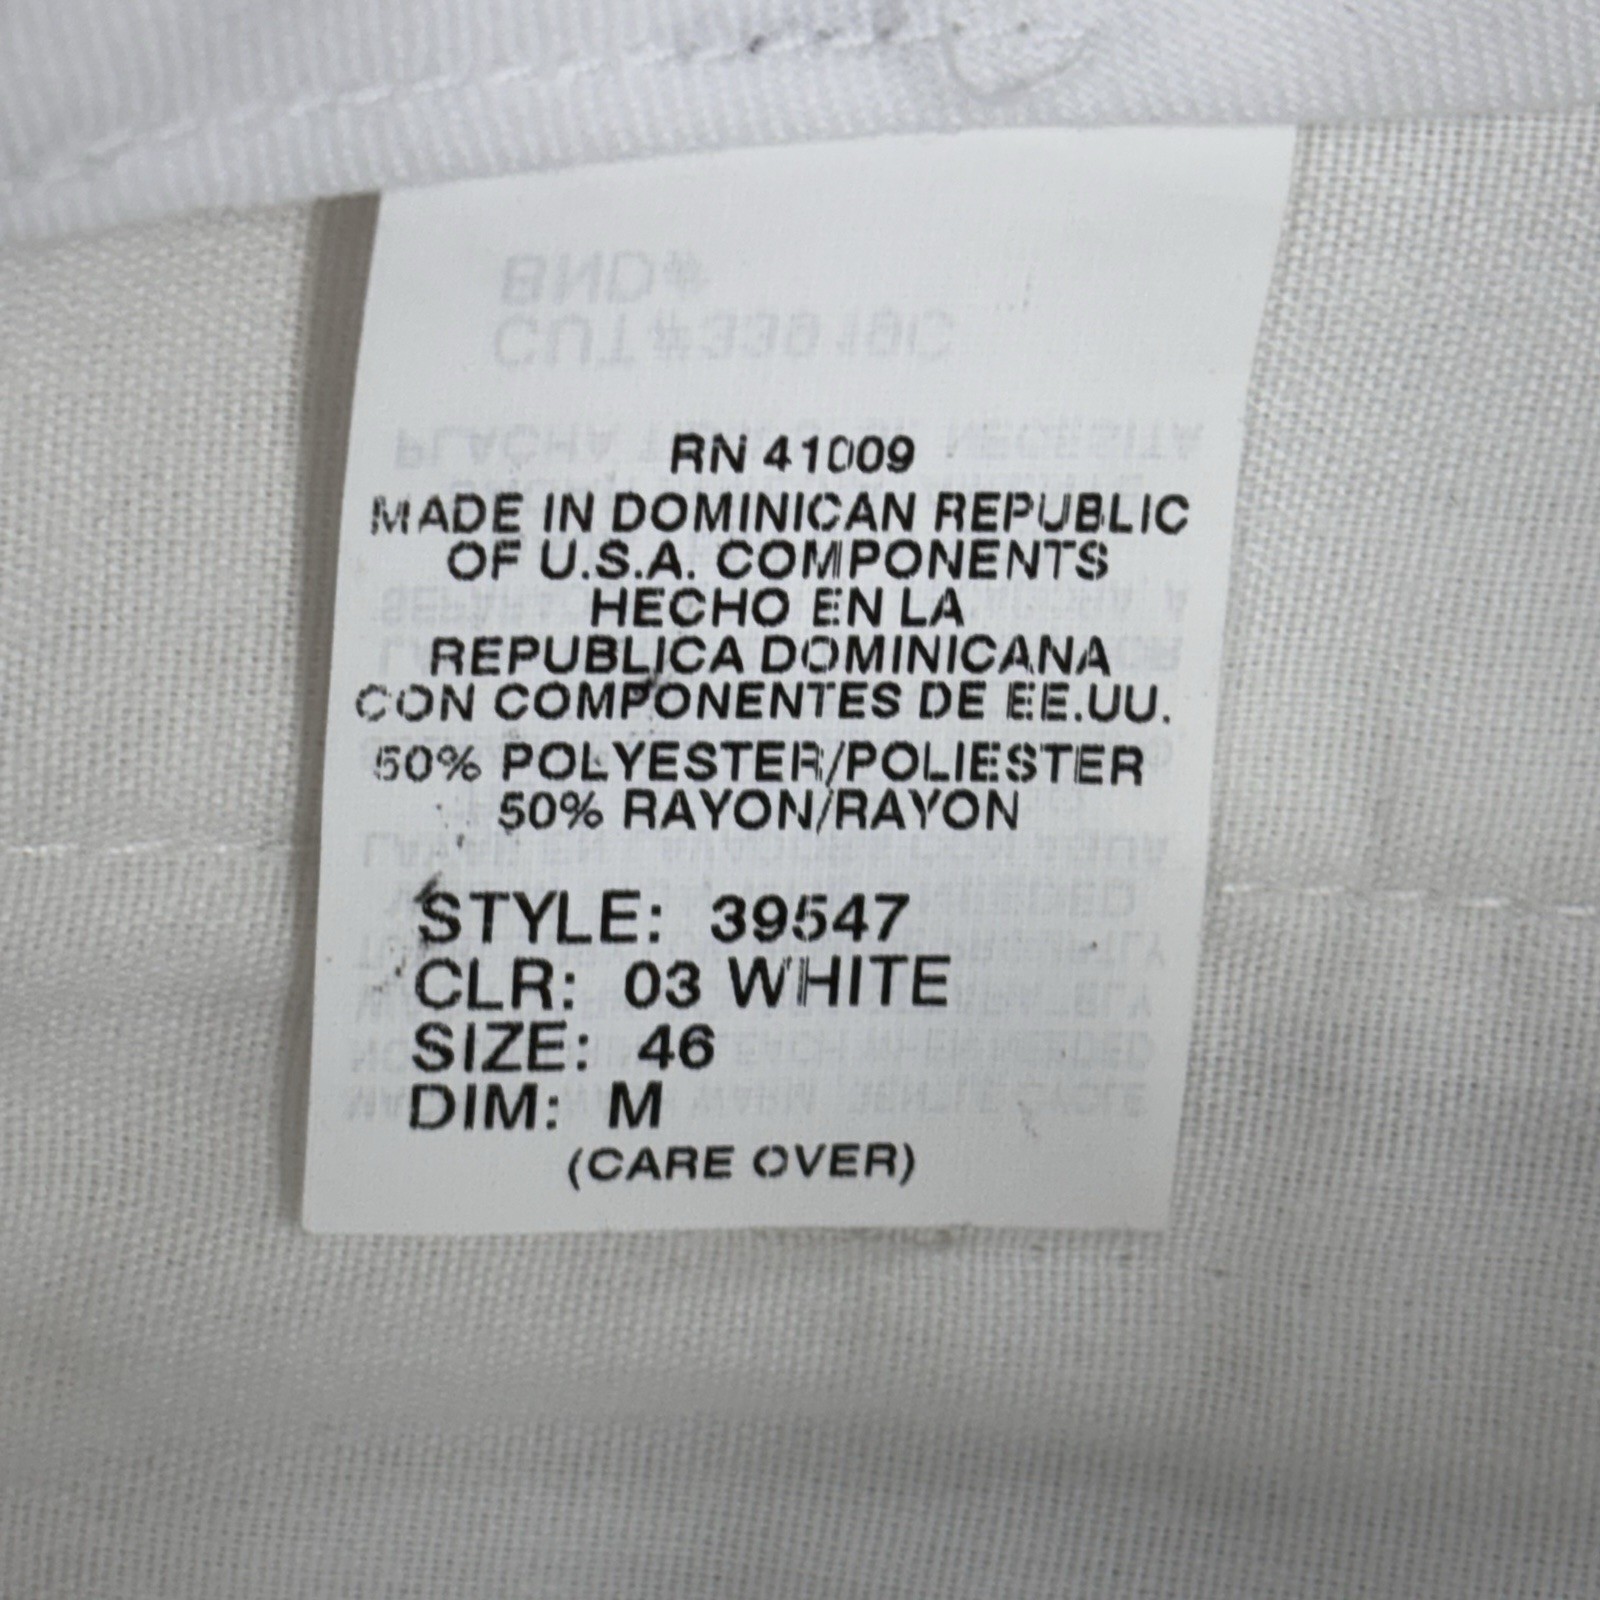 RN 41009
MADE IN DOMINICAN REPUBLIC
OF U.S.A. COMPONENTS
HECHO EN LA
REPUBLICA DOMINICANA
CON COMPONENTES DE EE.UU.
50% POLYESTER/POLIESTER
50% RAYON/RAYON
STYLE: 39547
CLR: 03 WHITE
SIZE: 46
DIM: M
(CARE OVER)